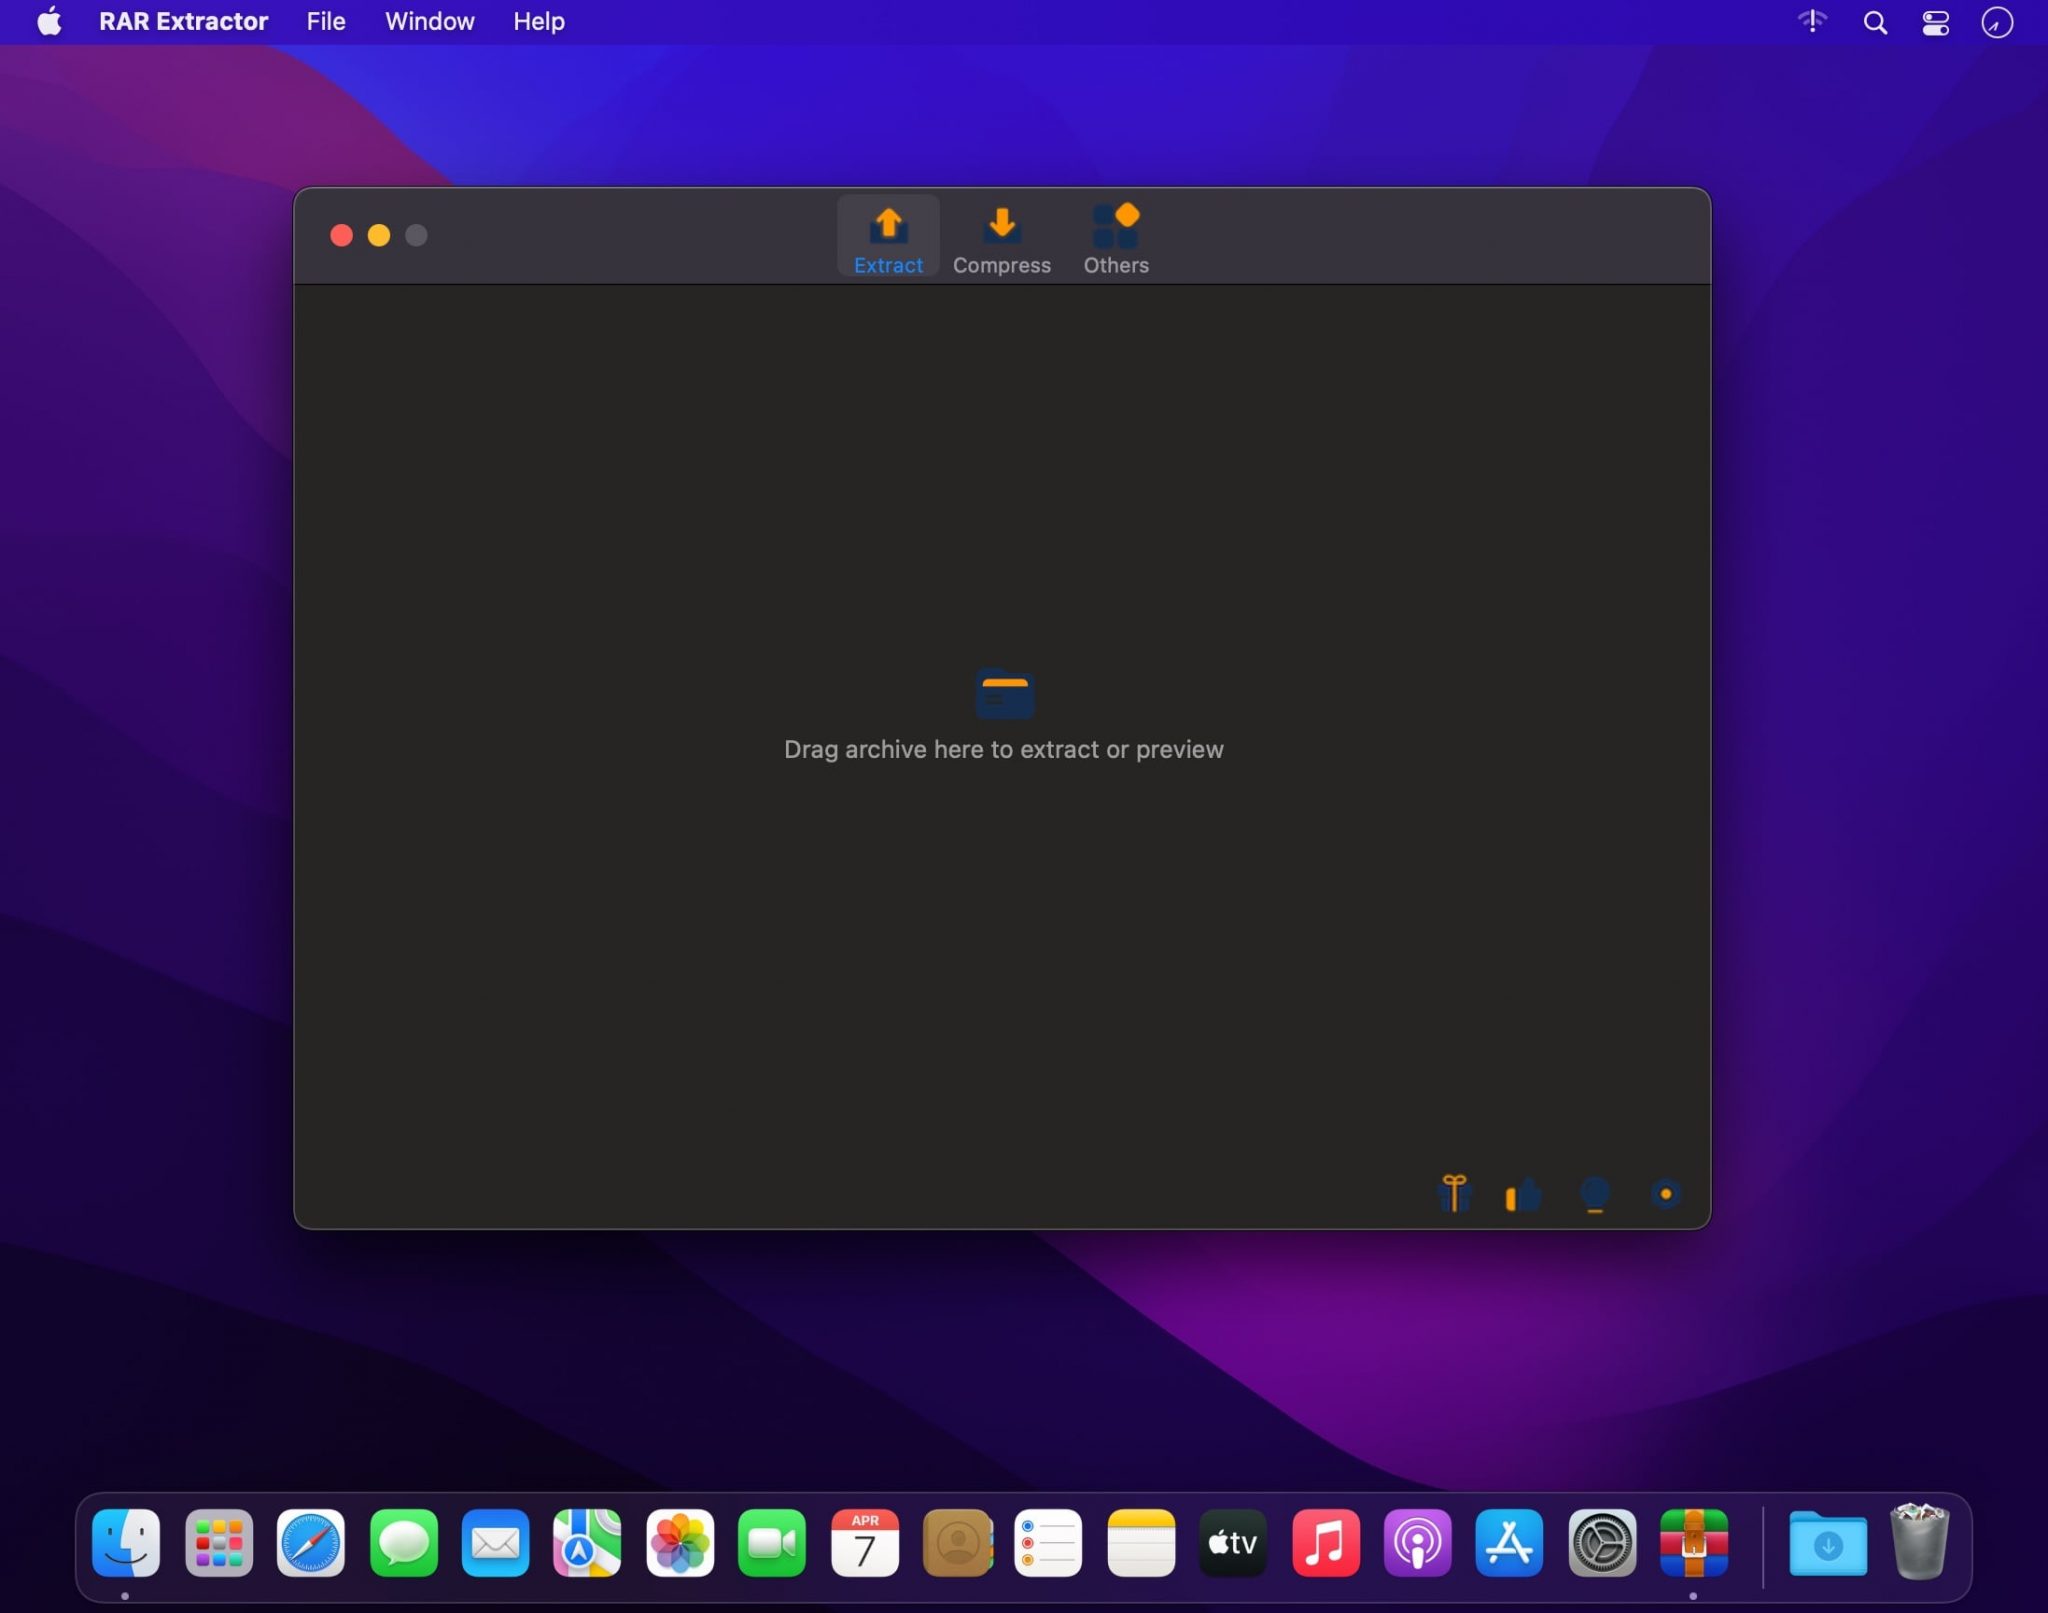 RAR Extractor File Window Help
Extract Compress Others
Drag archive here to extract or preview
APR
7
tv